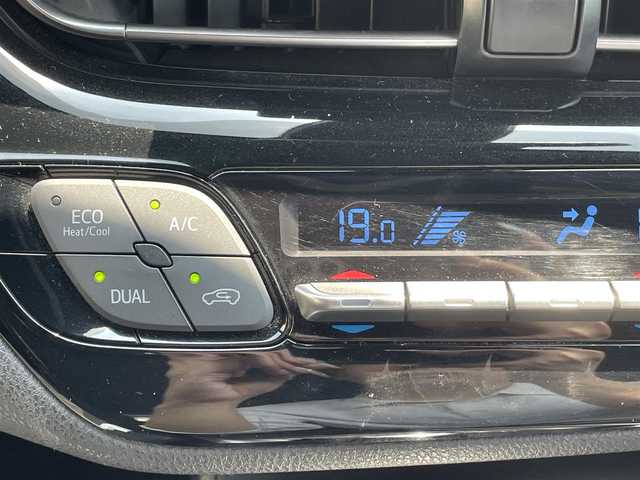 ECO
Heat/Cool
A/C
DUAL
19.0